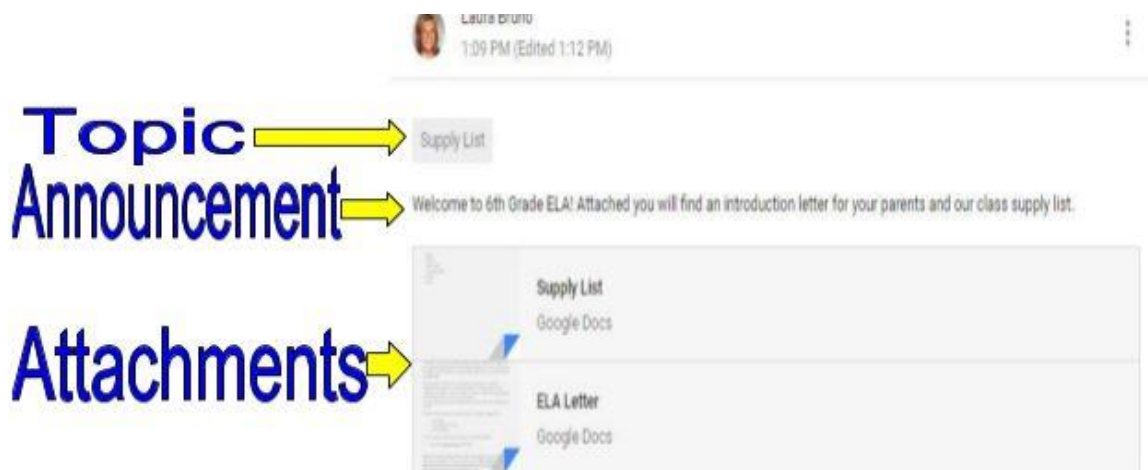 Laura Bruno
1:09 PM (Edited 1:12 PM)
Topic
Supply List
Announcement
Welcome to 6th Grade ELA! Attached you will find an introduction letter for your parents and our class supply list.
Attachments
Supply List
Google Docs
ELA Letter
Google Docs